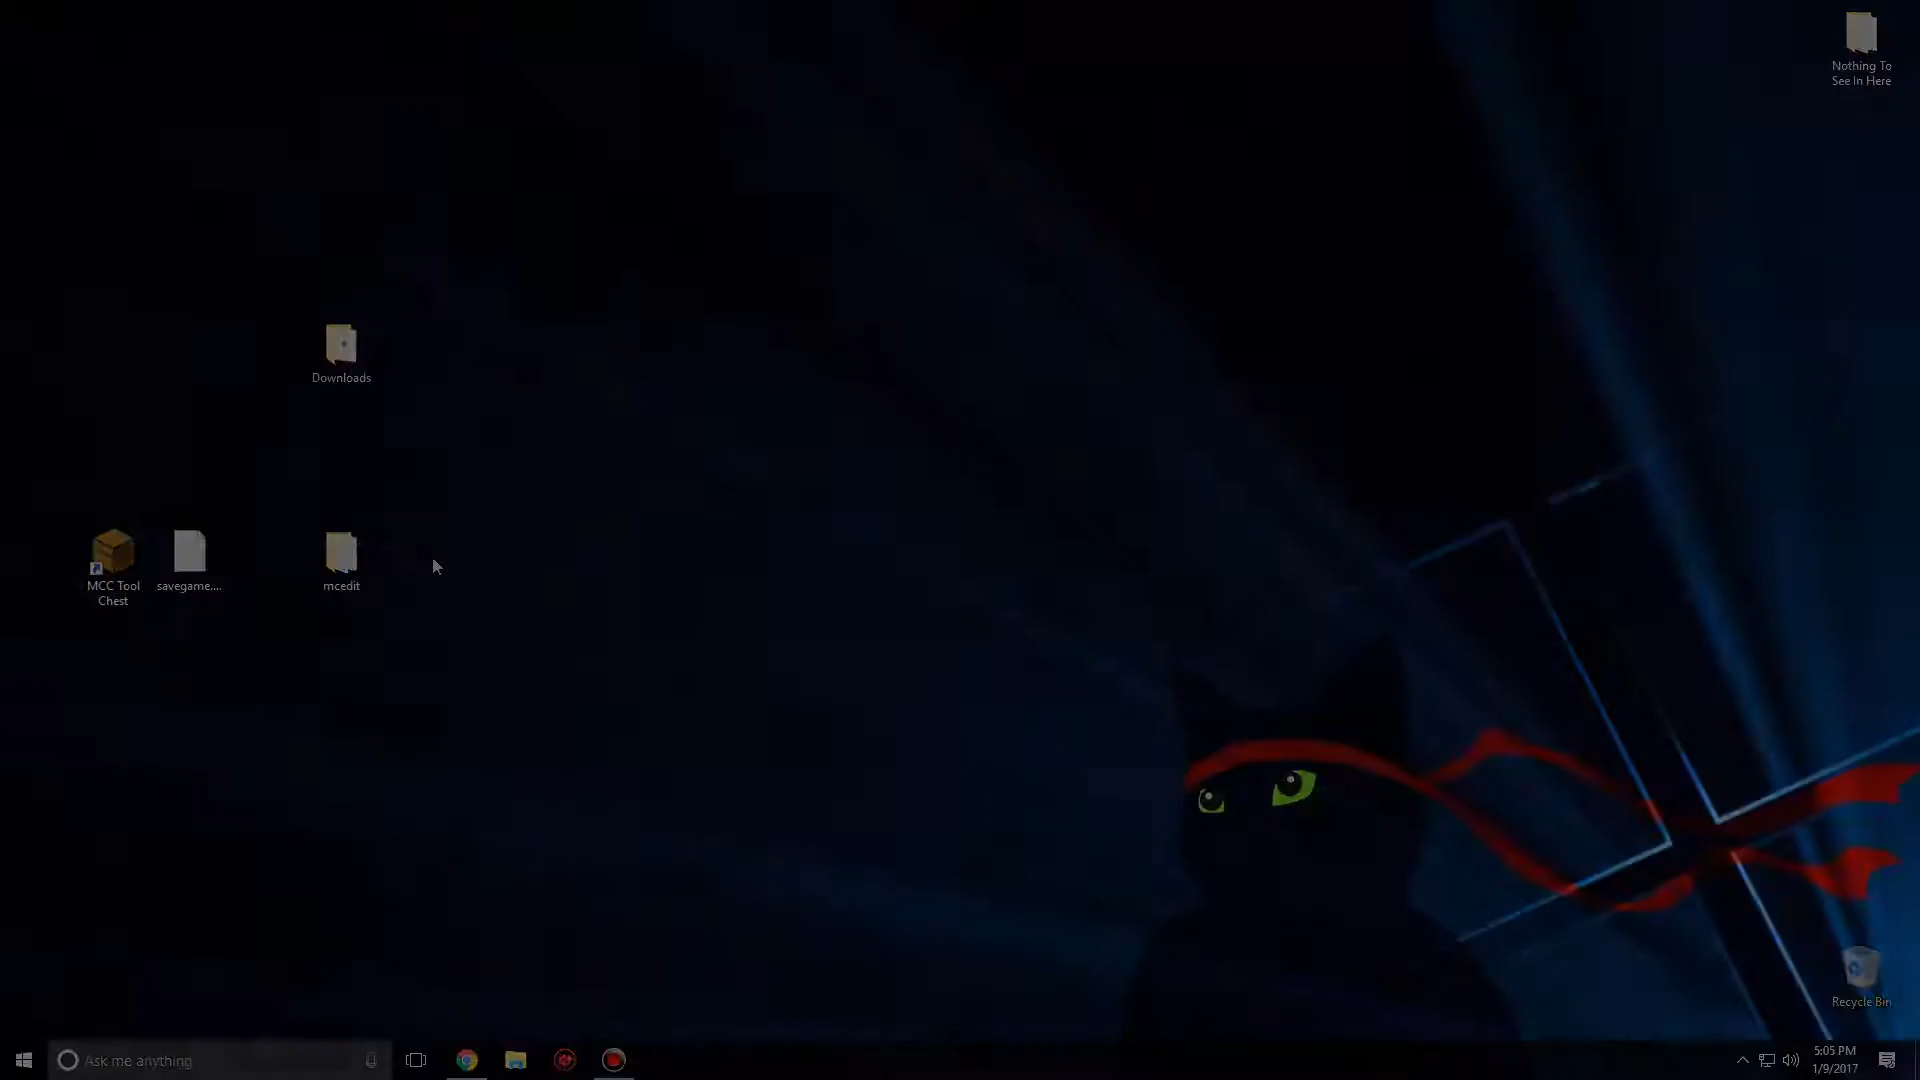 Nothing To
See In Here
Downloads
MCC Tool
Chest
savegame....
mcedit
Recycle Bin
Ask me anything
5:05 PM
1/9/2017